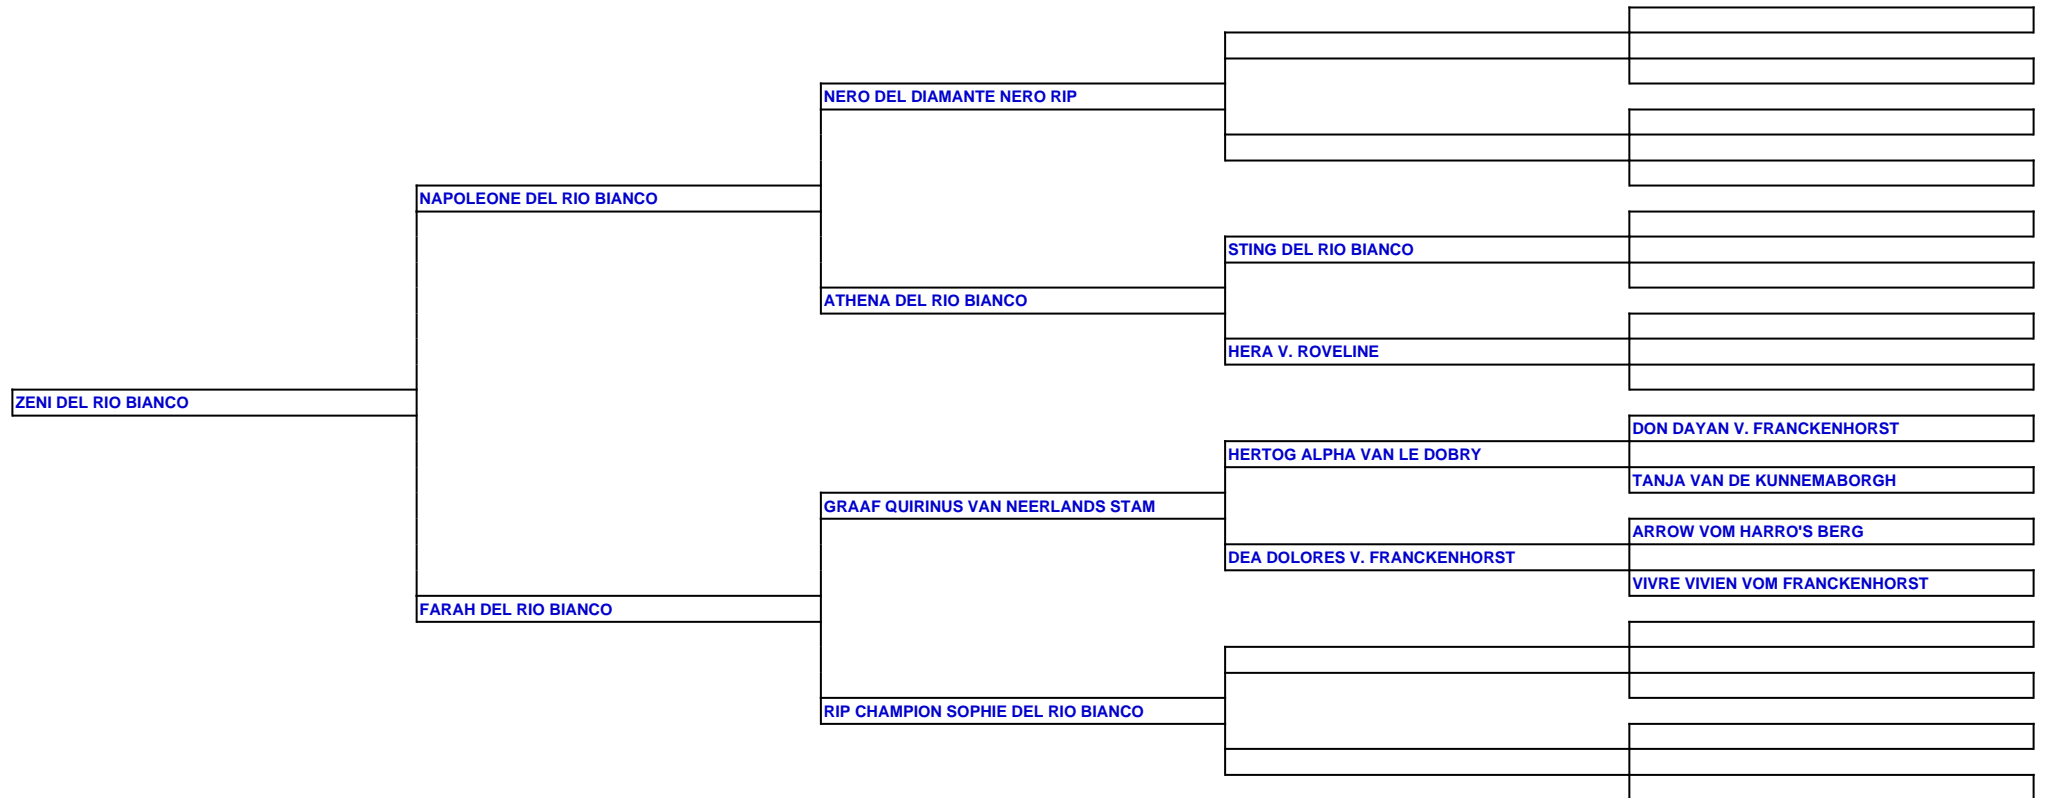 NERO DEL DIAMANTE NERO RIP
NAPOLEONE DEL RIO BIANCO
STING DEL RIO BIANCO
ATHENA DEL RIO BIANCO
HERA V. ROVELINE
ZENI DEL RIO BIANCO
DON DAYAN V. FRANCKENHORST
HERTOG ALPHA VAN LE DOBRY
TANJA VAN DE KUNNEMABORGH
GRAAF QUIRINUS VAN NEERLANDS STAM
ARROW VOM HARRO'S BERG
DEA DOLORES V. FRANCKENHORST
VIVRE VIVIEN VOM FRANCKENHORST
FARAH DEL RIO BIANCO
RIP CHAMPION SOPHIE DEL RIO BIANCO